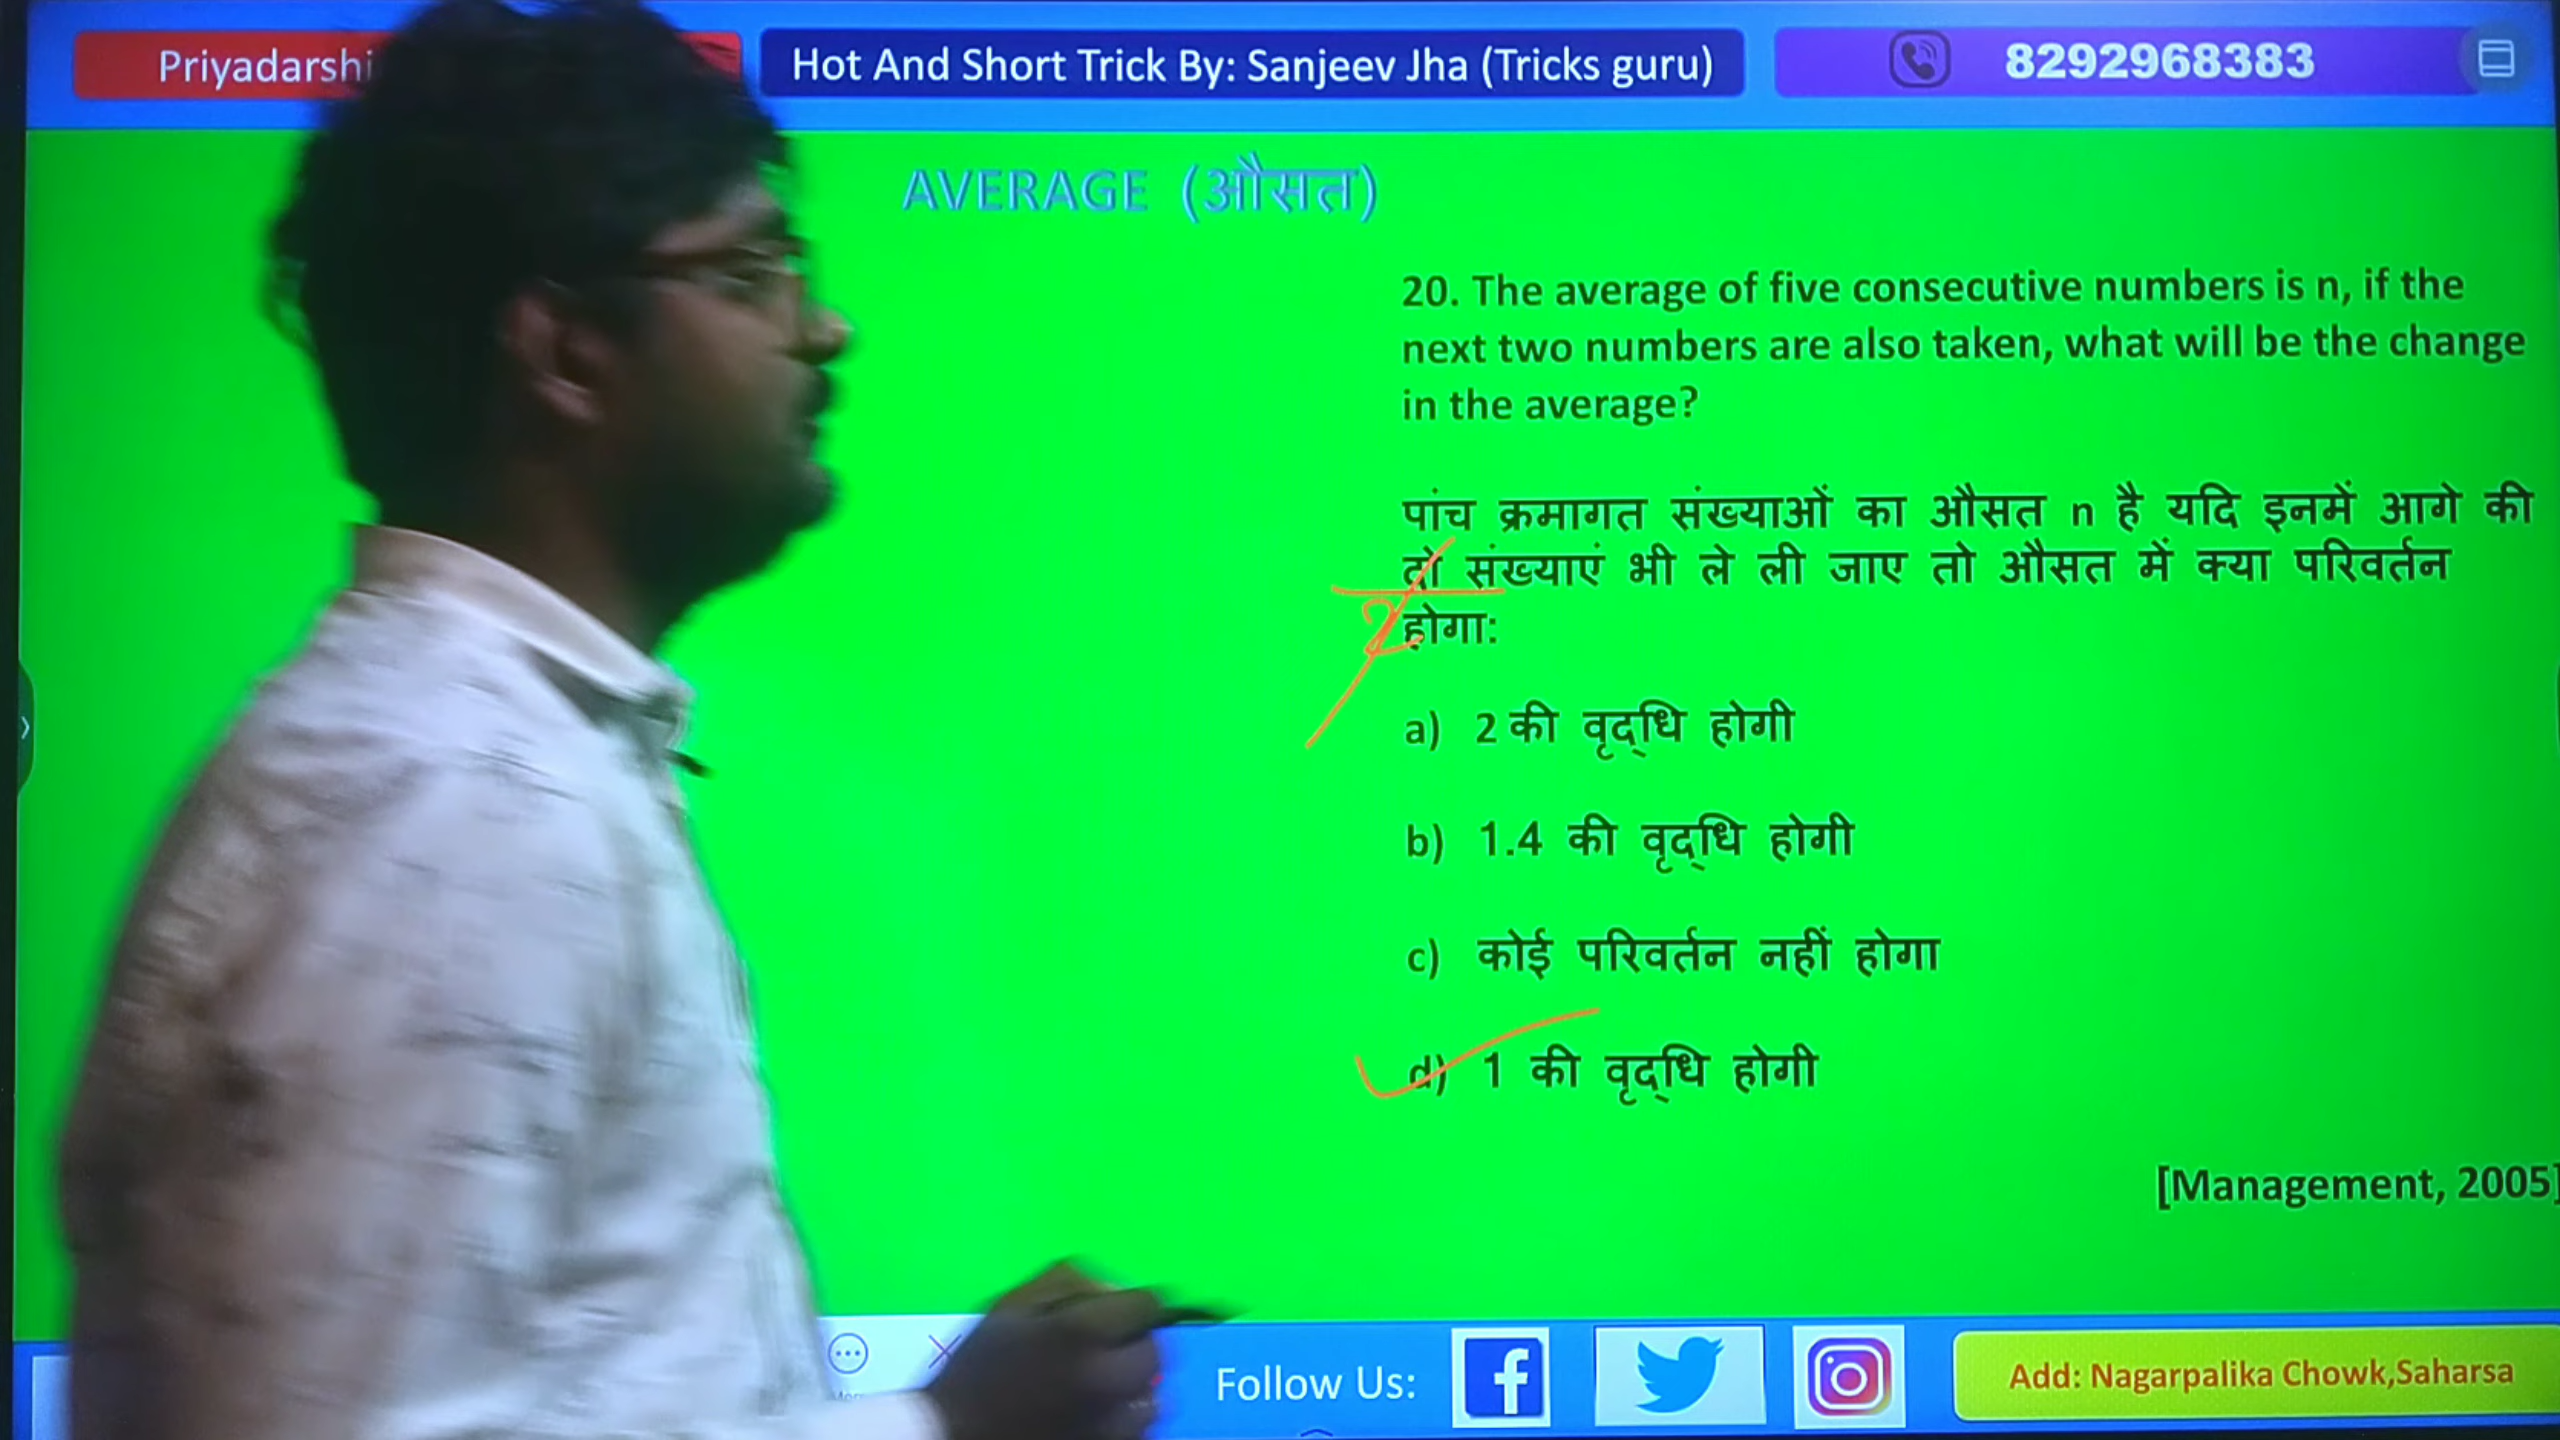 Priyadarshi
Hot And Short Trick By: Sanjeev Jha (Tricks guru)
8292968383
AVERAGE (औसत)
20. The average of five consecutive numbers is n, if the
next two numbers are also taken, what will be the change
in the average?
पांच क्रमागत संख्याओं का औसत n है यदि इनमें आगे की
दो संख्याएं भी ले ली जाए तो औसत में क्या परिवर्तन
होगा:
2
a) 2 की वृद्धि होगी
b) 1.4 की वृद्धि होगी
c) कोई परिवर्तन नहीं होगा
d) 1 की वृद्धि होगी
[Management, 2005]
Follow Us:
Add: Nagarpalika Chowk,Saharsa